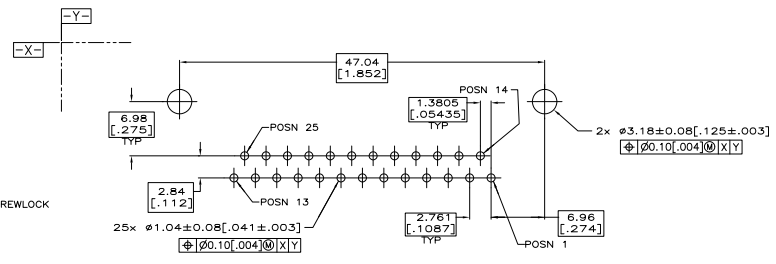 -Y-
-X-
47.04
[1.852]
POSN 14
1.3805
[.05435]
TYP
6.98
[.275]
TYP
2x ø3.18±0.08[.125±.003]
⌖ Ø0.10[.004]Ⓜ X Y
POSN 25
2.84
[.112]
POSN 13
REWLOCK
25x ø1.04±0.08[.041±.003]
⌖ Ø0.10[.004]Ⓜ X Y
2.761
[.1087]
TYP
6.96
[.274]
POSN 1